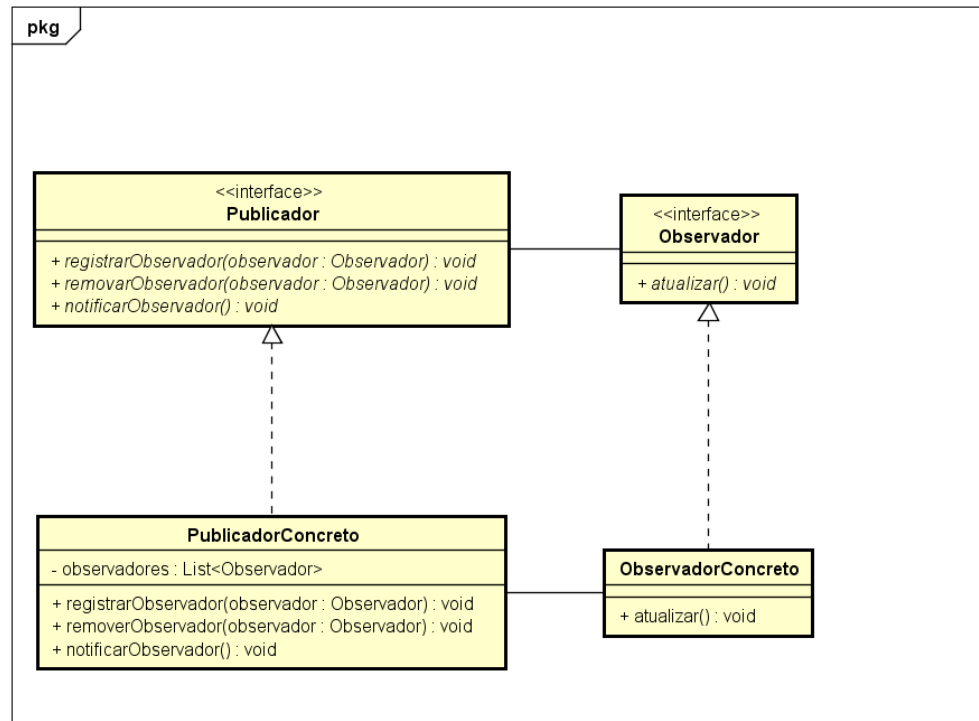 pkg
<<interface>>
Publicador
+ registrarObservador(observador : Observador) : void
+ removarObservador(observador : Observador) : void
+ notificarObservador() : void
<<interface>>
Observador
+ atualizar() : void
PublicadorConcreto
- observadores : List<Observador>
+ registrarObservador(observador : Observador) : void
+ removerObservador(observador : Observador) : void
+ notificarObservador() : void
ObservadorConcreto
+ atualizar() : void